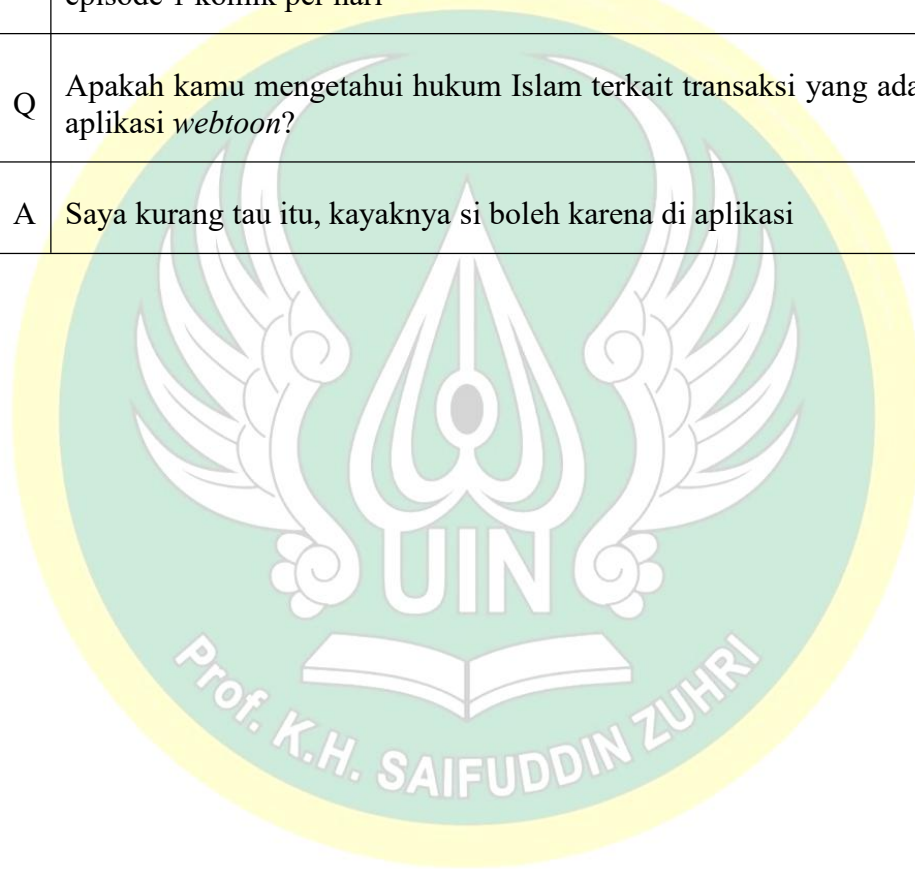 episode 1 komik per hari
Q
Apakah kamu mengetahui hukum Islam terkait transaksi yang ada
aplikasi webtoon?
A
Saya kurang tau itu, kayaknya si boleh karena di aplikasi
UIN
Prof. K.H. SAIFUDDIN ZUHRI